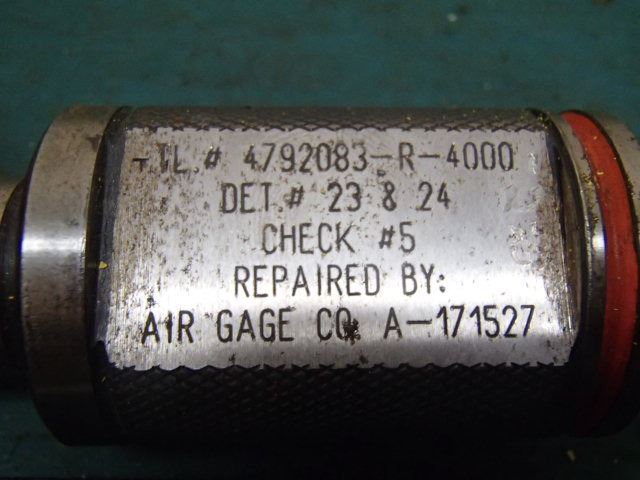 TL.# 4792083-R-4000
DET.# 23 & 24
CHECK #5
REPAIRED BY:
AIR GAGE CO. A-171527